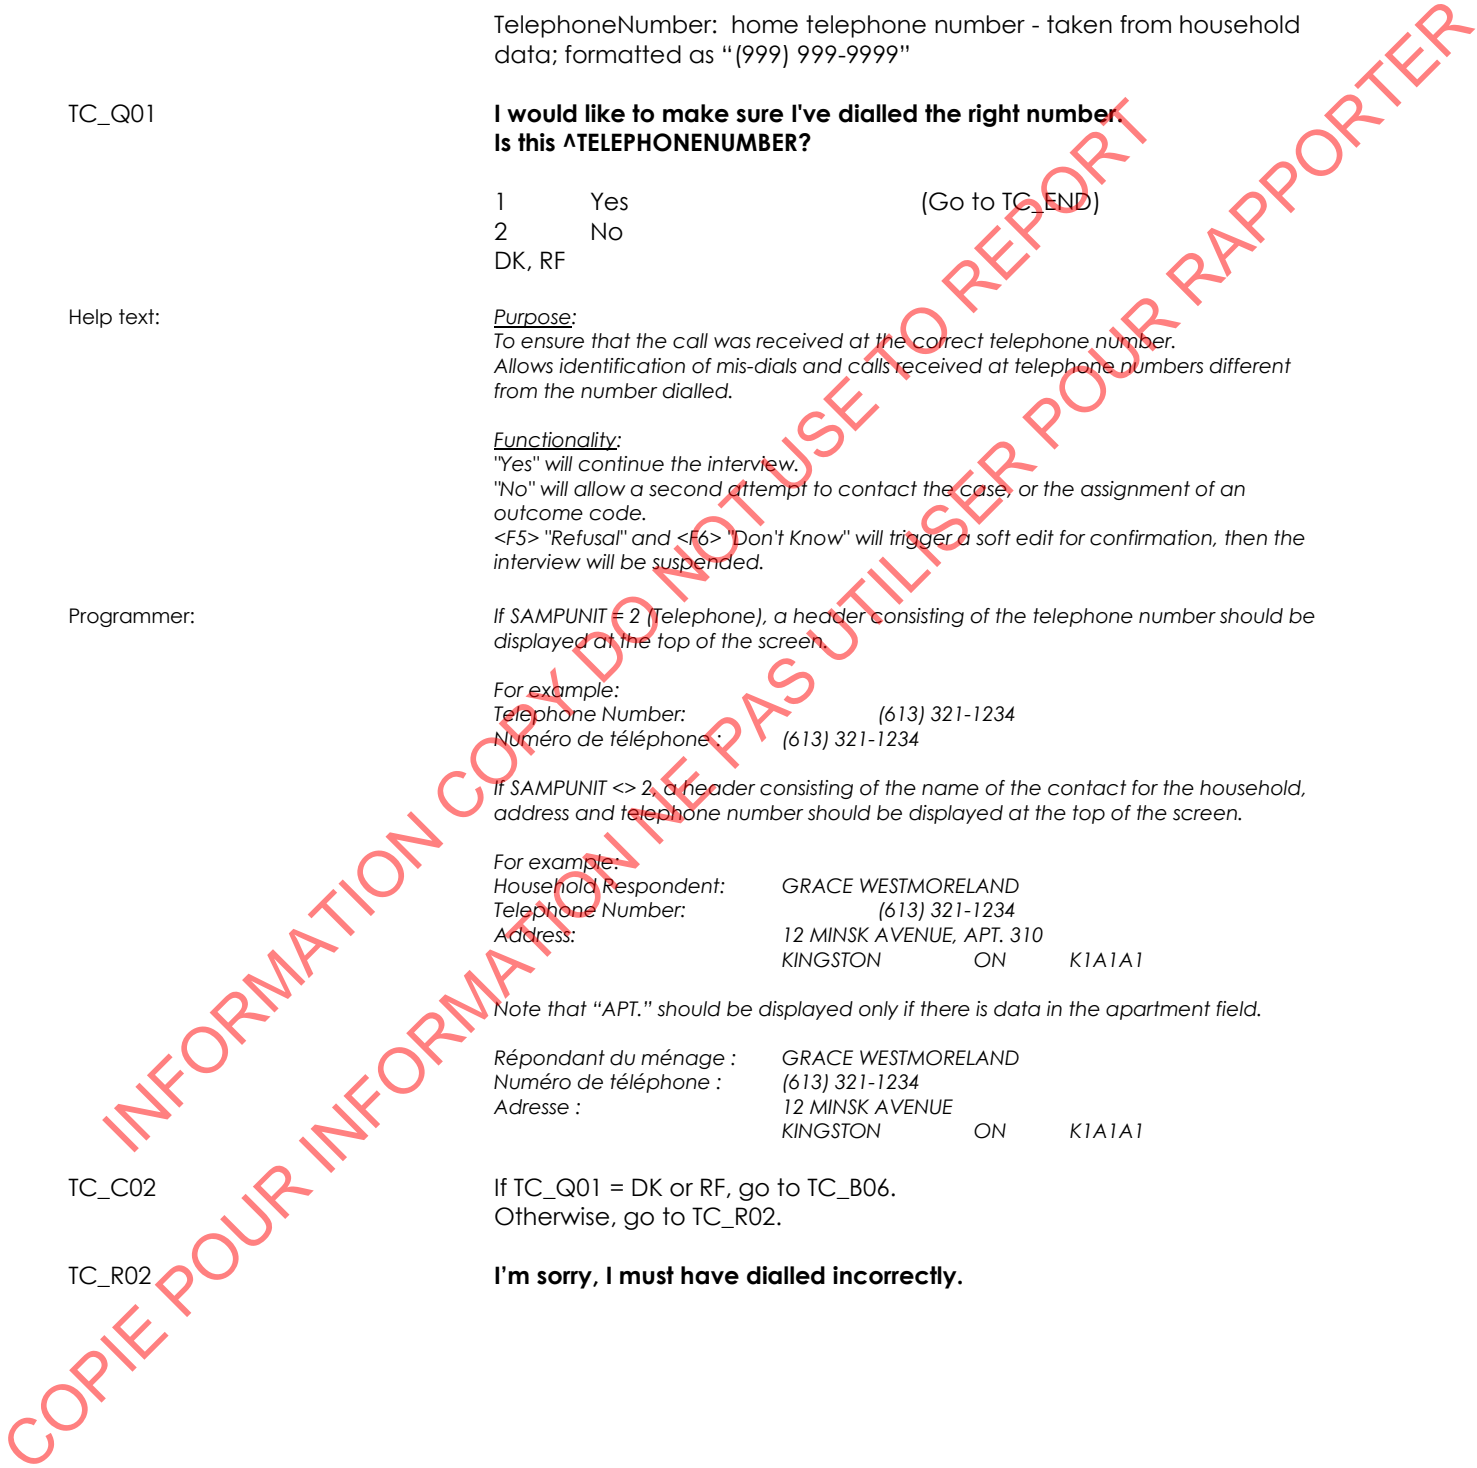 TelephoneNumber: home telephone number - taken from household
data; formatted as “(999) 999-9999”
TC_Q01 I would like to make sure I've dialled the right number.
Is this ^TELEPHONENUMBER?
1 Yes (Go to TC_END)
2 No
DK, RF
Help text: Purpose:
To ensure that the call was received at the correct telephone number.
Allows identification of mis-dials and calls received at telephone numbers different
from the number dialled.
Functionality:
"Yes" will continue the interview.
"No" will allow a second attempt to contact the case, or the assignment of an
outcome code.
<F5> "Refusal" and <F6> "Don't Know" will trigger a soft edit for confirmation, then the
interview will be suspended.
Programmer: If SAMPUNIT = 2 (Telephone), a header consisting of the telephone number should be
displayed at the top of the screen.
For example:
Telephone Number: (613) 321-1234
Numéro de téléphone : (613) 321-1234
If SAMPUNIT <> 2, a header consisting of the name of the contact for the household,
address and telephone number should be displayed at the top of the screen.
For example:
Household Respondent: GRACE WESTMORELAND
Telephone Number: (613) 321-1234
Address: 12 MINSK AVENUE, APT. 310
KINGSTON ON K1A1A1
Note that “APT.” should be displayed only if there is data in the apartment field.
Répondant du ménage : GRACE WESTMORELAND
Numéro de téléphone : (613) 321-1234
Adresse : 12 MINSK AVENUE
KINGSTON ON K1A1A1
TC_C02 If TC_Q01 = DK or RF, go to TC_B06.
Otherwise, go to TC_R02.
TC_R02 I’m sorry, I must have dialled incorrectly.
INFORMATION COPY DO NOT USE TO REPORT
COPIE POUR INFORMATION NE PAS UTILISER POUR RAPPORTER